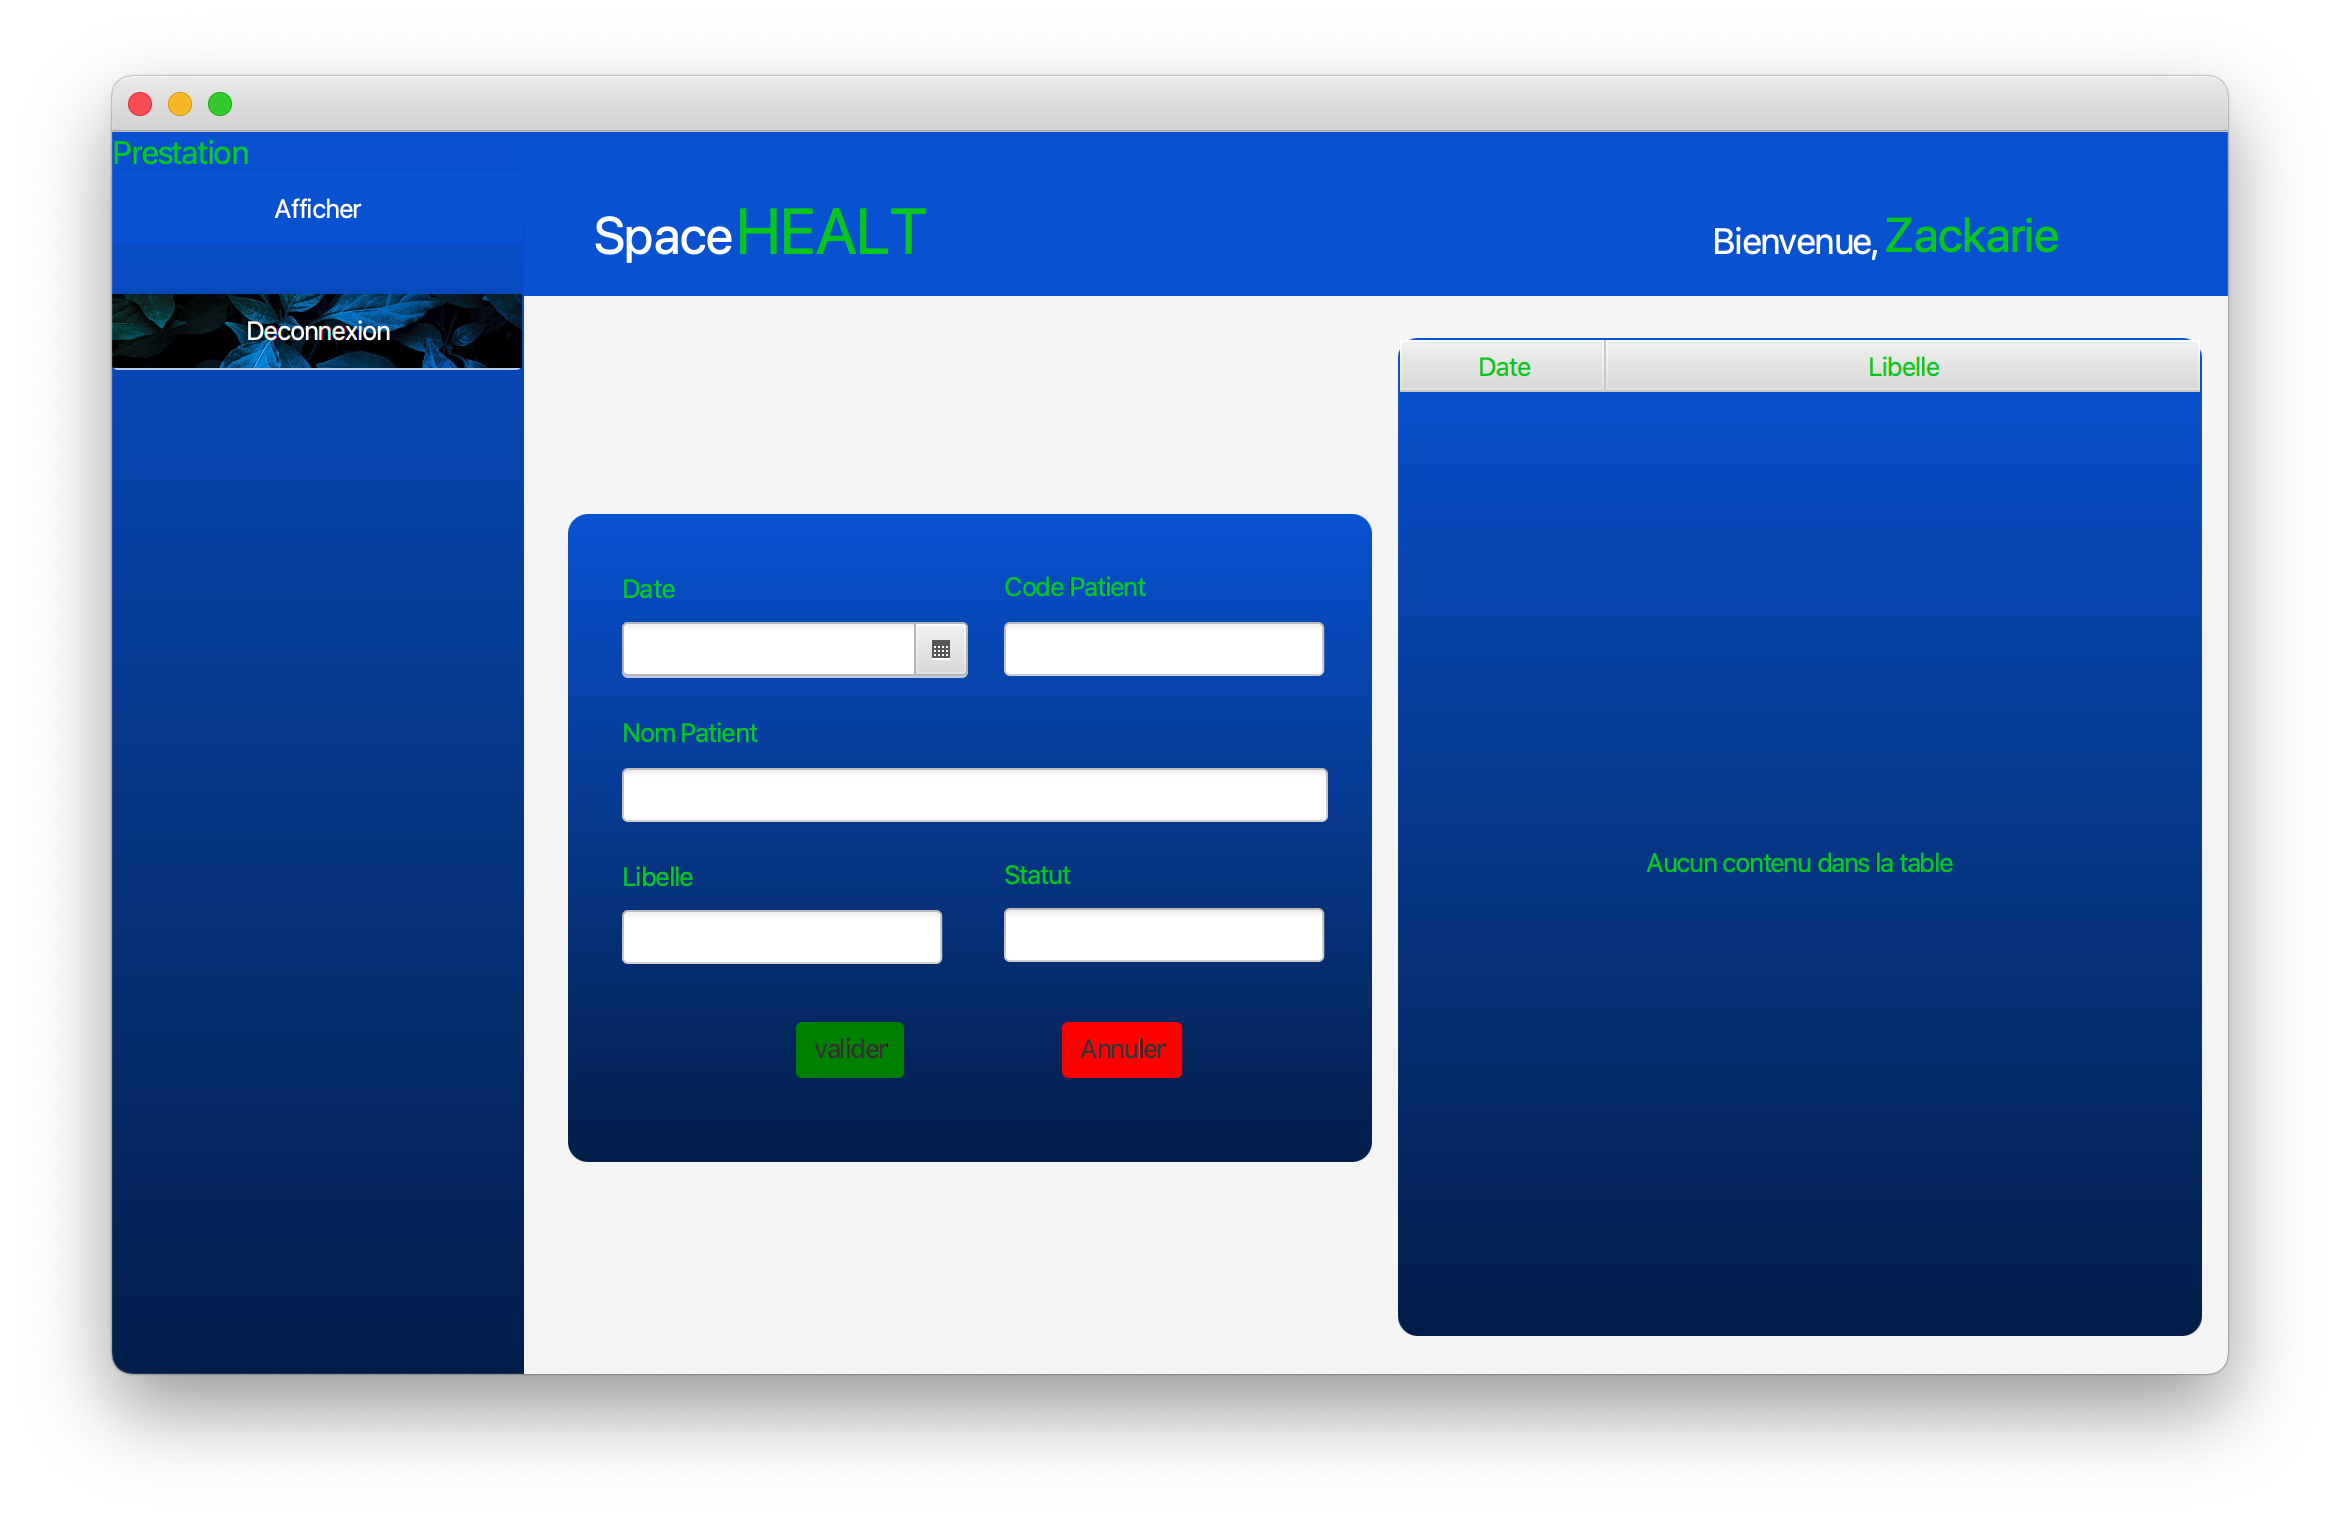 Prestation
Afficher
Deconnexion
Space HEALT
Bienvenue, Zackarie
Date Code Patient
Nom Patient
Libelle Statut
valider Annuler
Date Libelle
Aucun contenu dans la table